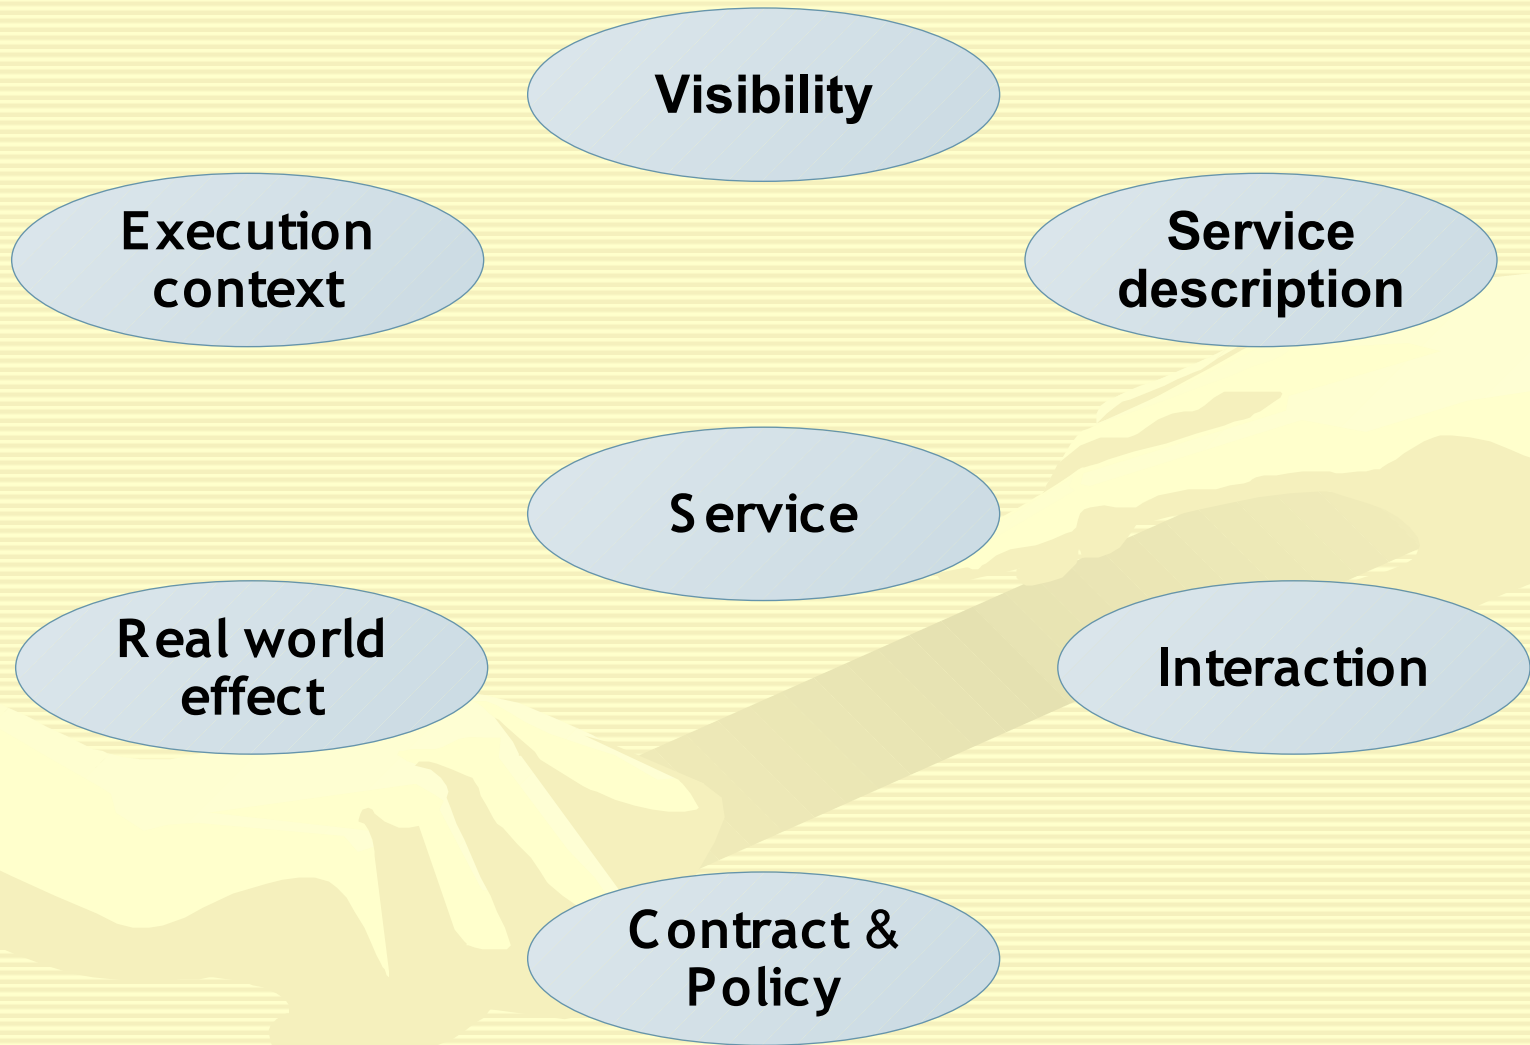 Visibility
Execution
context
Service
description
Service
Real world
effect
Interaction
Contract &
Policy